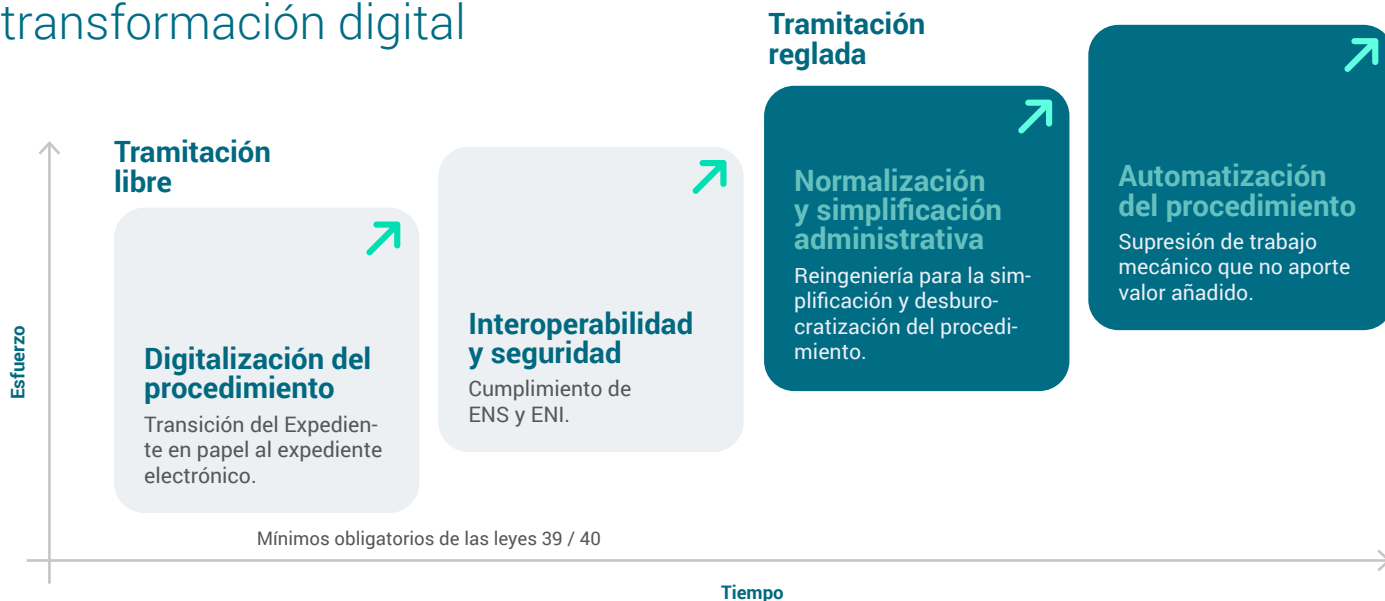 transformación digital
Tramitación
libre
Digitalización del
procedimiento
Transición del Expedien-
te en papel al expediente
electrónico.
Interoperabilidad
y seguridad
Cumplimiento de
ENS y ENI.
Tramitación
reglada
Normalización
y simplificación
administrativa
Reingeniería para la sim-
plificación y desburo-
cratización del procedi-
miento.
Automatización
del procedimiento
Supresión de trabajo
mecánico que no aporte
valor añadido.
Esfuerzo
Mínimos obligatorios de las leyes 39 / 40
Tiempo